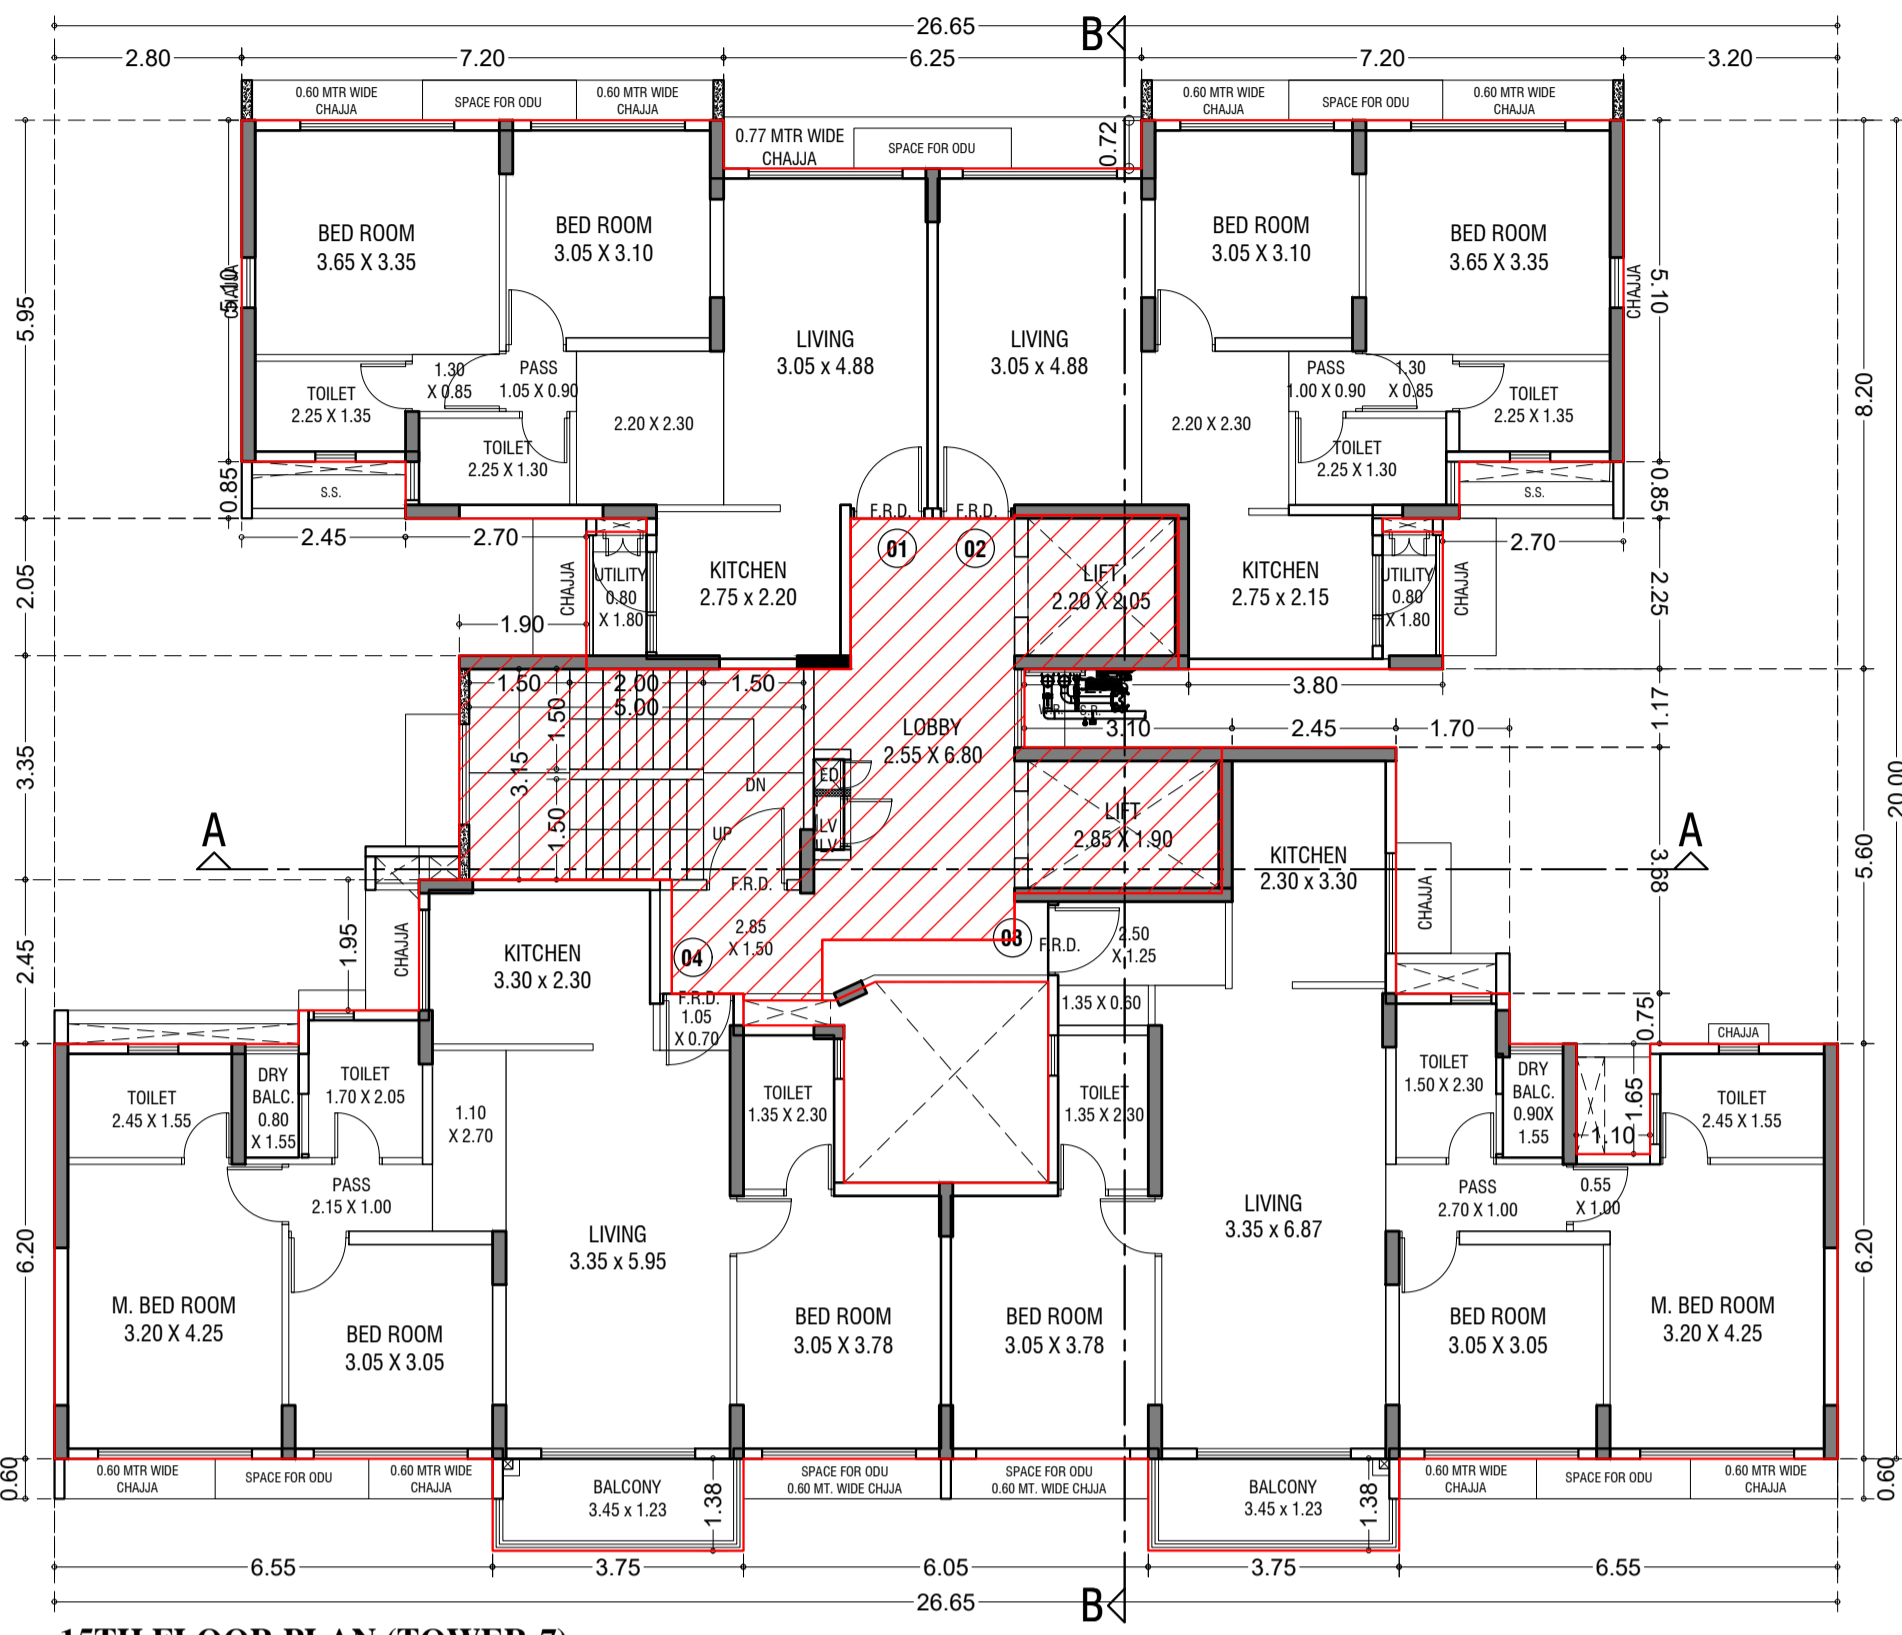 26.65
B
2.80
7.20
6.25
7.20
3.20
0.60 MTR WIDE
CHAJJA
SPACE FOR ODU
0.60 MTR WIDE
CHAJJA
0.77 MTR WIDE
CHAJJA
SPACE FOR ODU
0.72
0.60 MTR WIDE
CHAJJA
SPACE FOR ODU
0.60 MTR WIDE
CHAJJA
BED ROOM
3.65 X 3.35
BED ROOM
3.05 X 3.10
BED ROOM
3.05 X 3.10
BED ROOM
3.65 X 3.35
5.95
5.10
CHAJJA
CHAJJA
5.10
8.20
20.00
LIVING
3.05 x 4.88
LIVING
3.05 x 4.88
TOILET
2.25 X 1.35
1.30
X 0.85
PASS
1.05 X 0.90
2.20 X 2.30
TOILET
2.25 X 1.30
2.20 X 2.30
PASS
1.00 X 0.90
1.30
X 0.85
TOILET
2.25 X 1.30
TOILET
2.25 X 1.35
0.85
S.S.
S.S.
0.85
2.45
2.70
F.R.D.
F.R.D.
01
02
2.70
2.05
CHAJJA
UTILITY
0.80
X 1.80
KITCHEN
2.75 x 2.20
LIFT
2.20 X 2.05
KITCHEN
2.75 x 2.15
UTILITY
0.80
X 1.80
CHAJJA
2.25
1.90
1.50
2.00
1.50
5.00
3.80
1.17
3.35
3.15
1.50
1.50
LOBBY
2.55 X 6.80
3.10
2.45
1.70
DN
UP
ED
LV
LV
LIFT
2.85 X 1.90
KITCHEN
2.30 x 3.30
A
A
3.68
5.60
F.R.D.
2.85
X 1.50
03
F.R.D.
2.50
X 1.25
CHAJJA
2.45
1.95
CHAJJA
KITCHEN
3.30 x 2.30
04
F.R.D.
1.05
X 0.70
1.35 X 0.60
0.75
CHAJJA
TOILET
2.45 X 1.55
DRY
BALC.
0.80
X 1.55
TOILET
1.70 X 2.05
1.10
X 2.70
TOILET
1.35 X 2.30
TOILET
1.35 X 2.30
TOILET
1.50 X 2.30
DRY
BALC.
0.90X
1.55
1.65
1.10
TOILET
2.45 X 1.55
6.20
PASS
2.15 X 1.00
LIVING
3.35 x 5.95
LIVING
3.35 x 6.87
PASS
2.70 X 1.00
0.55
X 1.00
6.20
M. BED ROOM
3.20 X 4.25
BED ROOM
3.05 X 3.05
BED ROOM
3.05 X 3.78
BED ROOM
3.05 X 3.78
BED ROOM
3.05 X 3.05
M. BED ROOM
3.20 X 4.25
0.60
0.60 MTR WIDE
CHAJJA
SPACE FOR ODU
0.60 MTR WIDE
CHAJJA
BALCONY
3.45 x 1.23
1.38
SPACE FOR ODU
0.60 MT. WIDE CHJJA
SPACE FOR ODU
0.60 MT. WIDE CHJJA
BALCONY
3.45 x 1.23
1.38
0.60 MTR WIDE
CHAJJA
SPACE FOR ODU
0.60 MTR WIDE
CHAJJA
0.60
6.55
3.75
6.05
3.75
6.55
26.65
B
15TH FLOOR PLAN (TOWER-7)